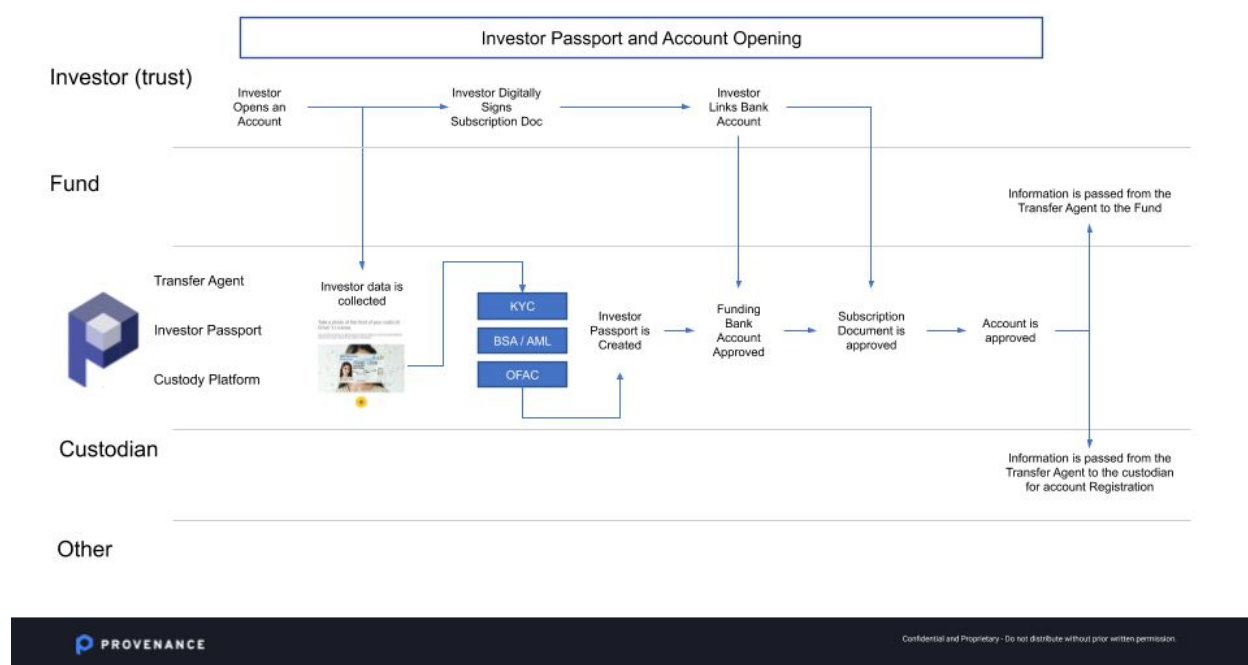 Investor Passport and Account Opening
Investor (trust)
Investor
Opens an
Account
Investor Digitally
Signs
Subscription Doc
Investor
Links Bank
Account
Fund
Information is passed from the
Transfer Agent to the Fund
Transfer Agent
Investor Passport
Custody Platform
Investor data is
collected
KYC
BSA / AML
OFAC
Investor
Passport is
Created
Funding
Bank
Account
Approved
Subscription
Document is
approved
Account is
approved
Custodian
Information is passed from the
Transfer Agent to the custodian
for account Registration
Other
PROVENANCE
Confidential and Proprietary - Do not distribute without prior written permission.